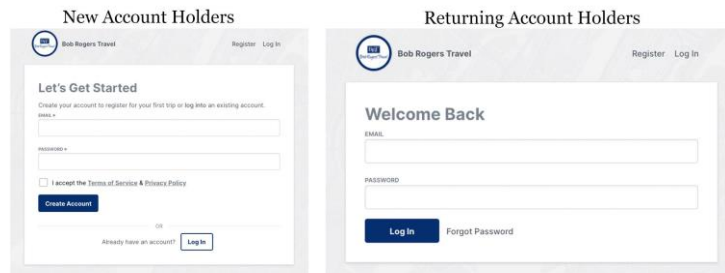 New Account Holders
Bob Rogers Travel
Register Log In
Let's Get Started
Create your account to register for your first trip or log into an existing account.
EMAIL *
PASSWORD *
I accept the Terms of Service & Privacy Policy
Create Account
OR
Already have an account? Log In
Returning Account Holders
Bob Rogers Travel
Register Log In
Welcome Back
EMAIL
PASSWORD
Log In Forgot Password